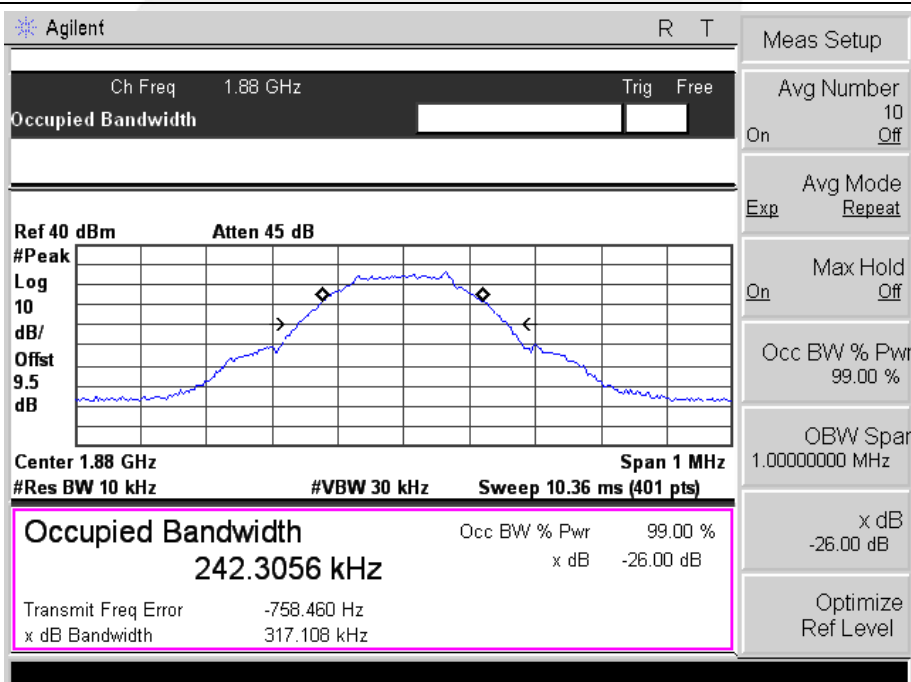 Agilent
R T
Ch Freq 1.88 GHz Trig Free
Occupied Bandwidth
Ref 40 dBm Atten 45 dB
#Peak
Log
10
dB/
Offst
9.5
dB
Center 1.88 GHz Span 1 MHz
#Res BW 10 kHz #VBW 30 kHz Sweep 10.36 ms (401 pts)
Occupied Bandwidth
242.3056 kHz
Occ BW % Pwr 99.00 %
x dB -26.00 dB
Transmit Freq Error -758.460 Hz
x dB Bandwidth 317.108 kHz
Meas Setup
Avg Number
10
On Off
Avg Mode
Exp Repeat
Max Hold
On Off
Occ BW % Pwr
99.00 %
OBW Span
1.00000000 MHz
x dB
-26.00 dB
Optimize
Ref Level